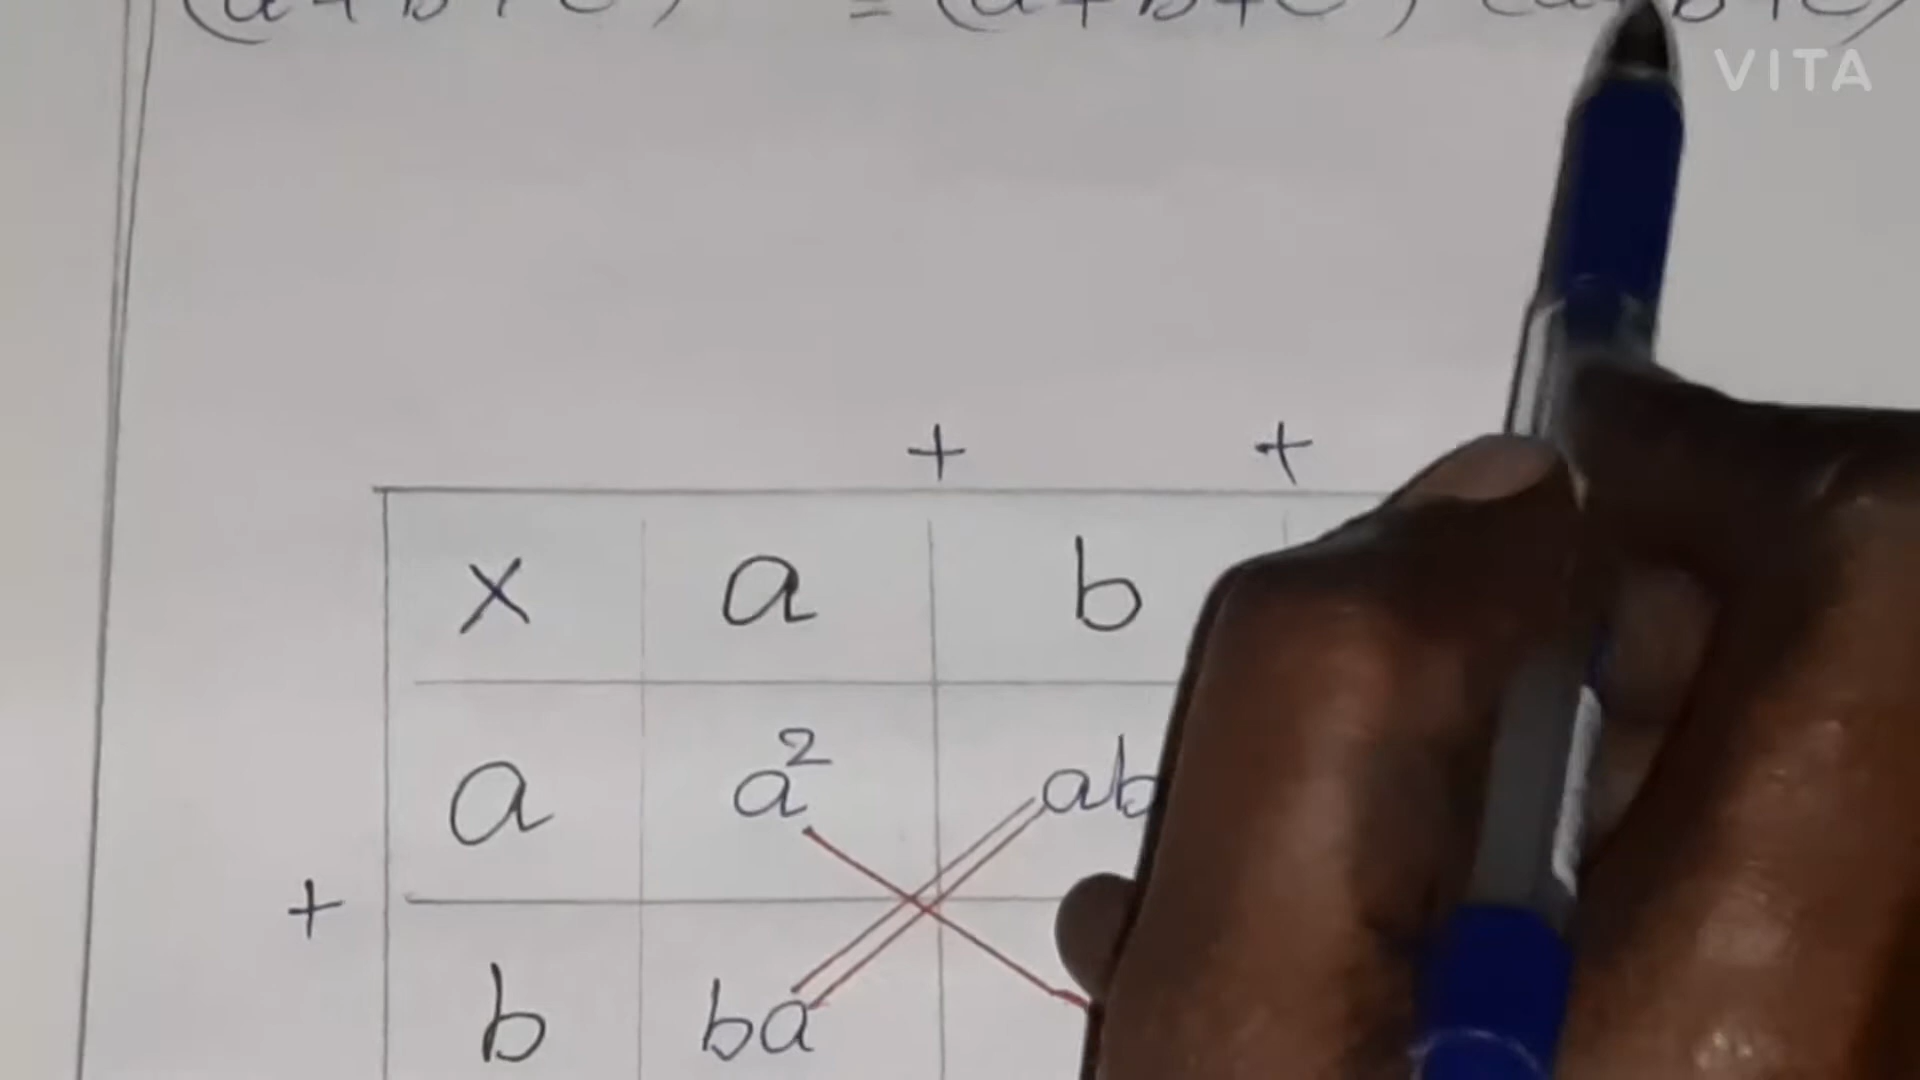 (a+b+c) = (a+b+c) (a+b+c)
VITA
+ +
× a b
a a² ab
+
b ba